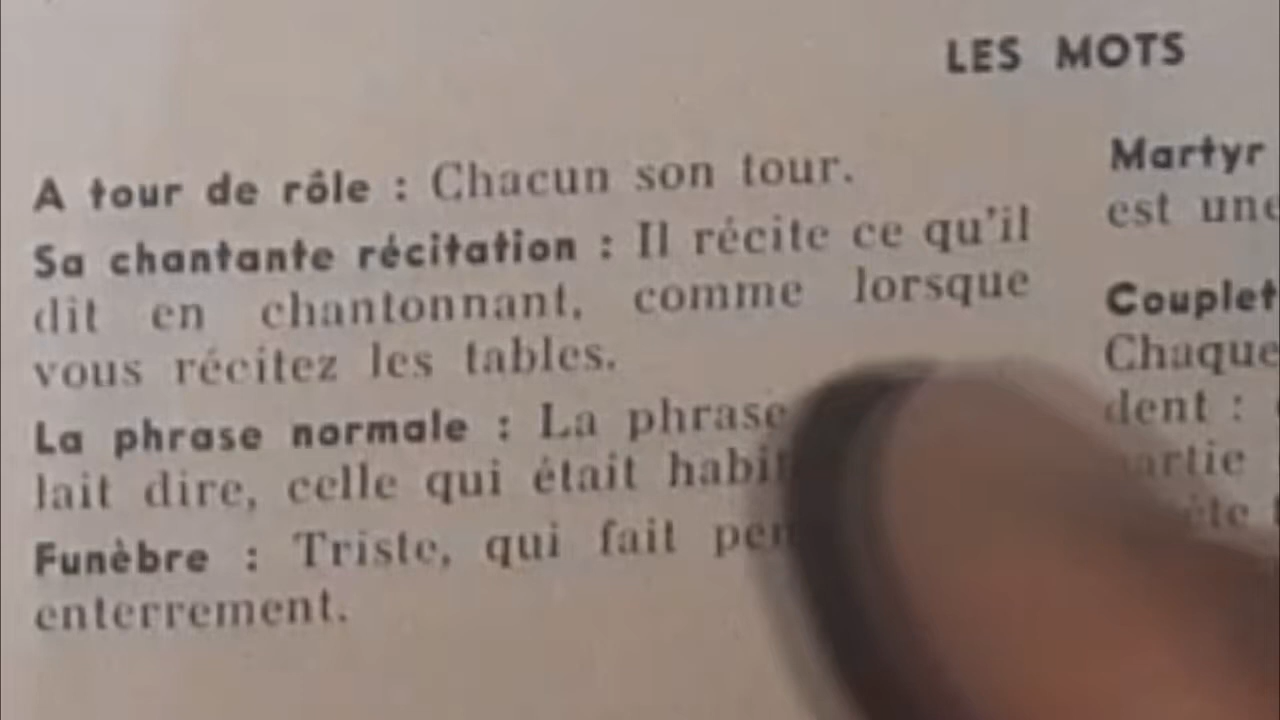 LES MOTS
A tour de rôle : Chacun son tour.
Sa chantante récitation : Il récite ce qu'il
dit en chantonnant, comme lorsque
vous récitez les tables.
La phrase normale : La phrase
lait dire, celle qui était
Funèbre : Triste, qui fait
enterrement.
Martyr
est une
Couplet
Chaque
dent :